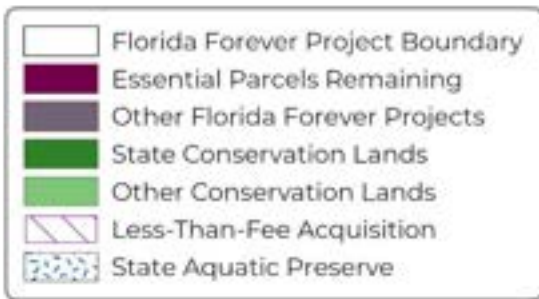 Florida Forever Project Boundary
Essential Parcels Remaining
Other Florida Forever Projects
State Conservation Lands
Other Conservation Lands
Less-Than-Fee Acquisition
State Aquatic Preserve